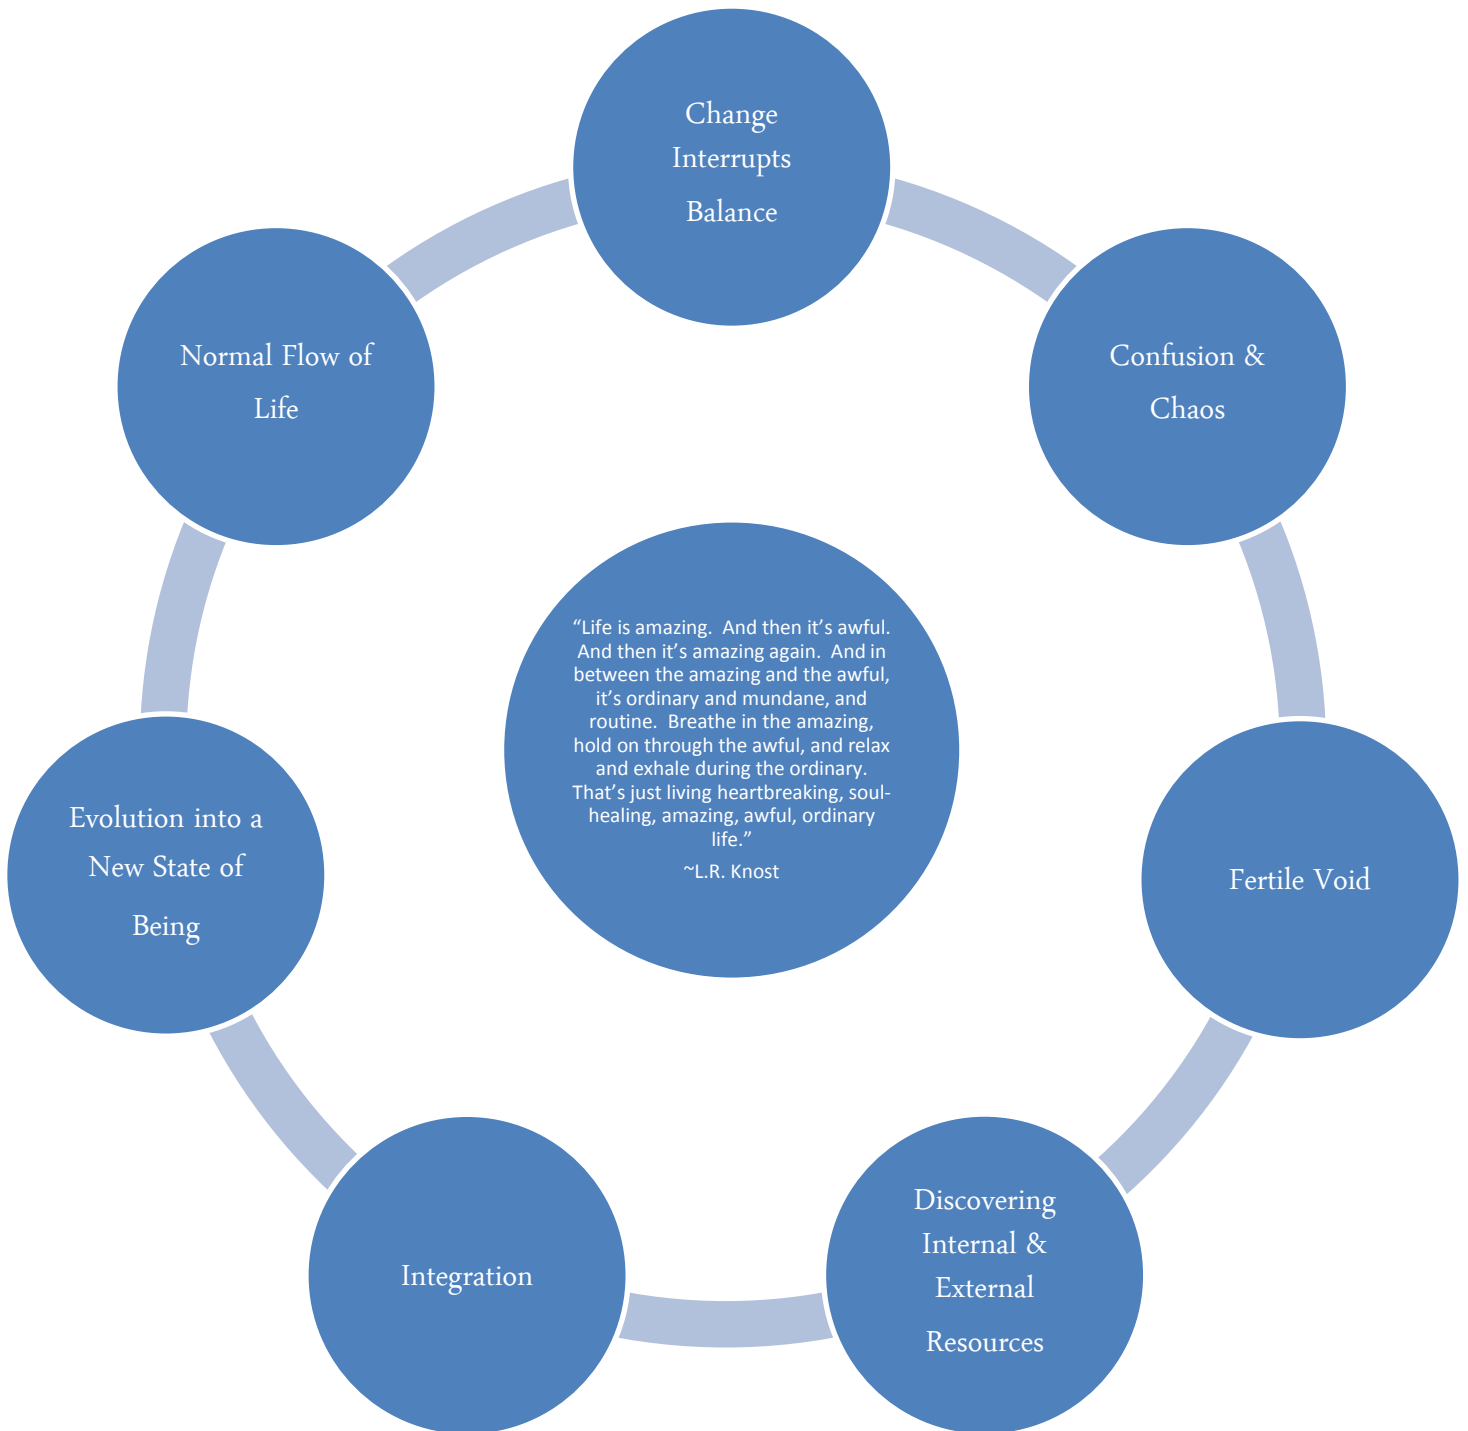 Change
Interrupts
Balance
Confusion &
Chaos
Fertile Void
Discovering
Internal &
External
Resources
Integration
Evolution into a
New State of
Being
Normal Flow of
Life
“Life is amazing.  And then it’s awful.
And then it’s amazing again.  And in
between the amazing and the awful,
it’s ordinary and mundane, and
routine.  Breathe in the amazing,
hold on through the awful, and relax
and exhale during the ordinary.
That’s just living heartbreaking, soul-
healing, amazing, awful, ordinary
life.”
~L.R. Knost